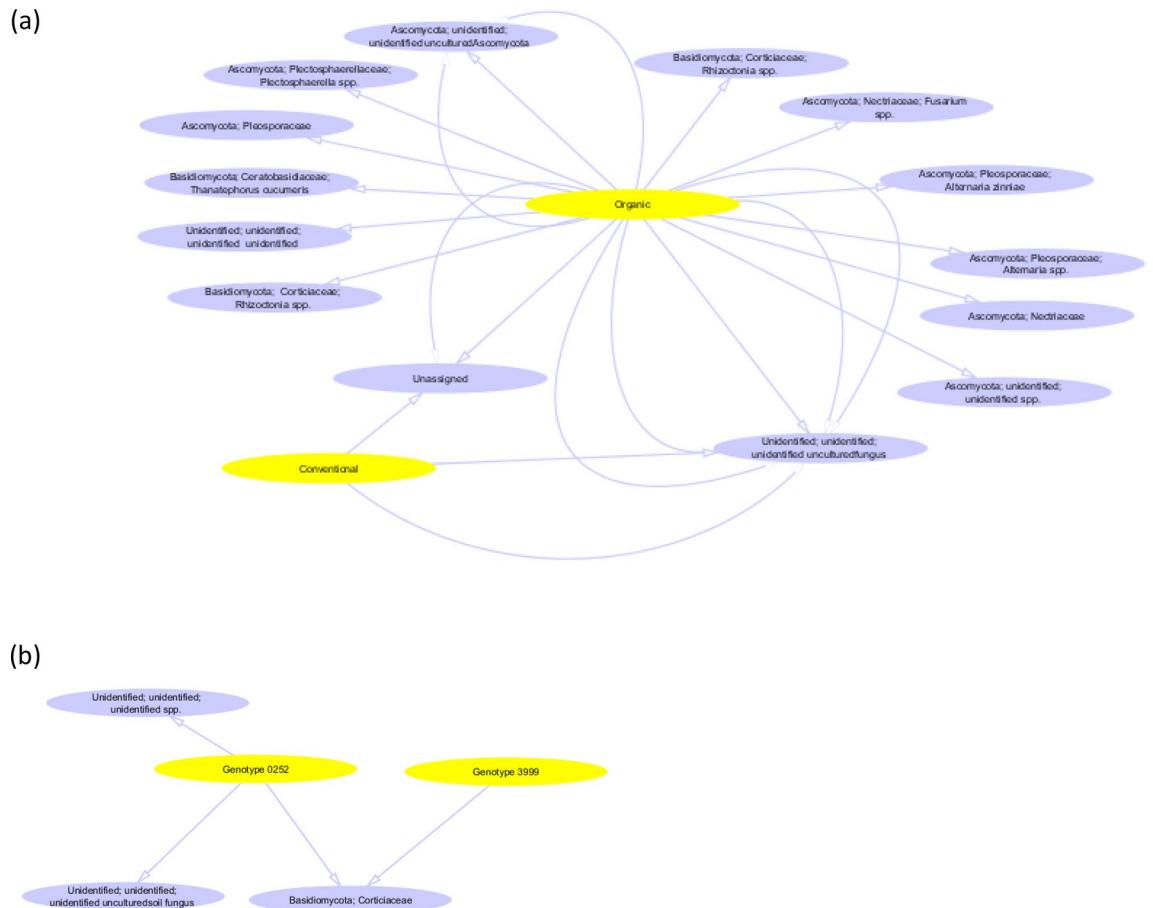 (a)
Ascomycota; unidentified;
unidentified unculturedAscomycota
Basidiomycota; Corticiaceae;
Rhizoctonia spp.
Ascomycota; Plectosphaerellaceae;
Plectosphaerella spp.
Ascomycota; Nectriaceae; Fusarium
spp.
Ascomycota; Pleosporaceae
Basidiomycota; Ceratobasidiaceae;
Thanatephorus cucumeris
Ascomycota; Pleosporaceae;
Alternaria zinniae
Organic
Unidentified; unidentified;
unidentified unidentified
Ascomycota; Pleosporaceae;
Alternaria spp.
Basidiomycota; Corticiaceae;
Rhizoctonia spp.
Ascomycota; Nectriaceae
Unassigned
Ascomycota; unidentified;
unidentified spp.
Unidentified; unidentified;
unidentified unculturedfungus
Conventional
(b)
Unidentified; unidentified;
unidentified spp.
Genotype 0252
Genotype 3999
Unidentified; unidentified;
unidentified unculturedsoil fungus
Basidiomycota; Corticiaceae